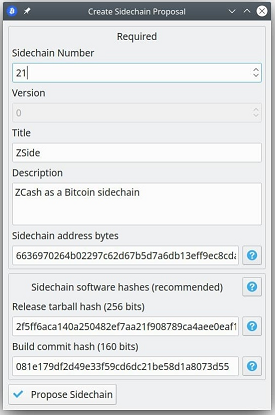 Create Sidechain Proposal
Required
Sidechain Number
21
Version
0
Title
ZSide
Description
ZCash as a Bitcoin sidechain
Sidechain address bytes
6636970264b02297c62d67b5d7a6db13eff9ec8cda
Sidechain software hashes (recommended)
Release tarball hash (256 bits)
2f5ff6aca140a250482ef7aa21f908789ca4aee0eaf1
Build commit hash (160 bits)
081e179df2d49e33f59cd6dc21be58d1a8073d55
Propose Sidechain